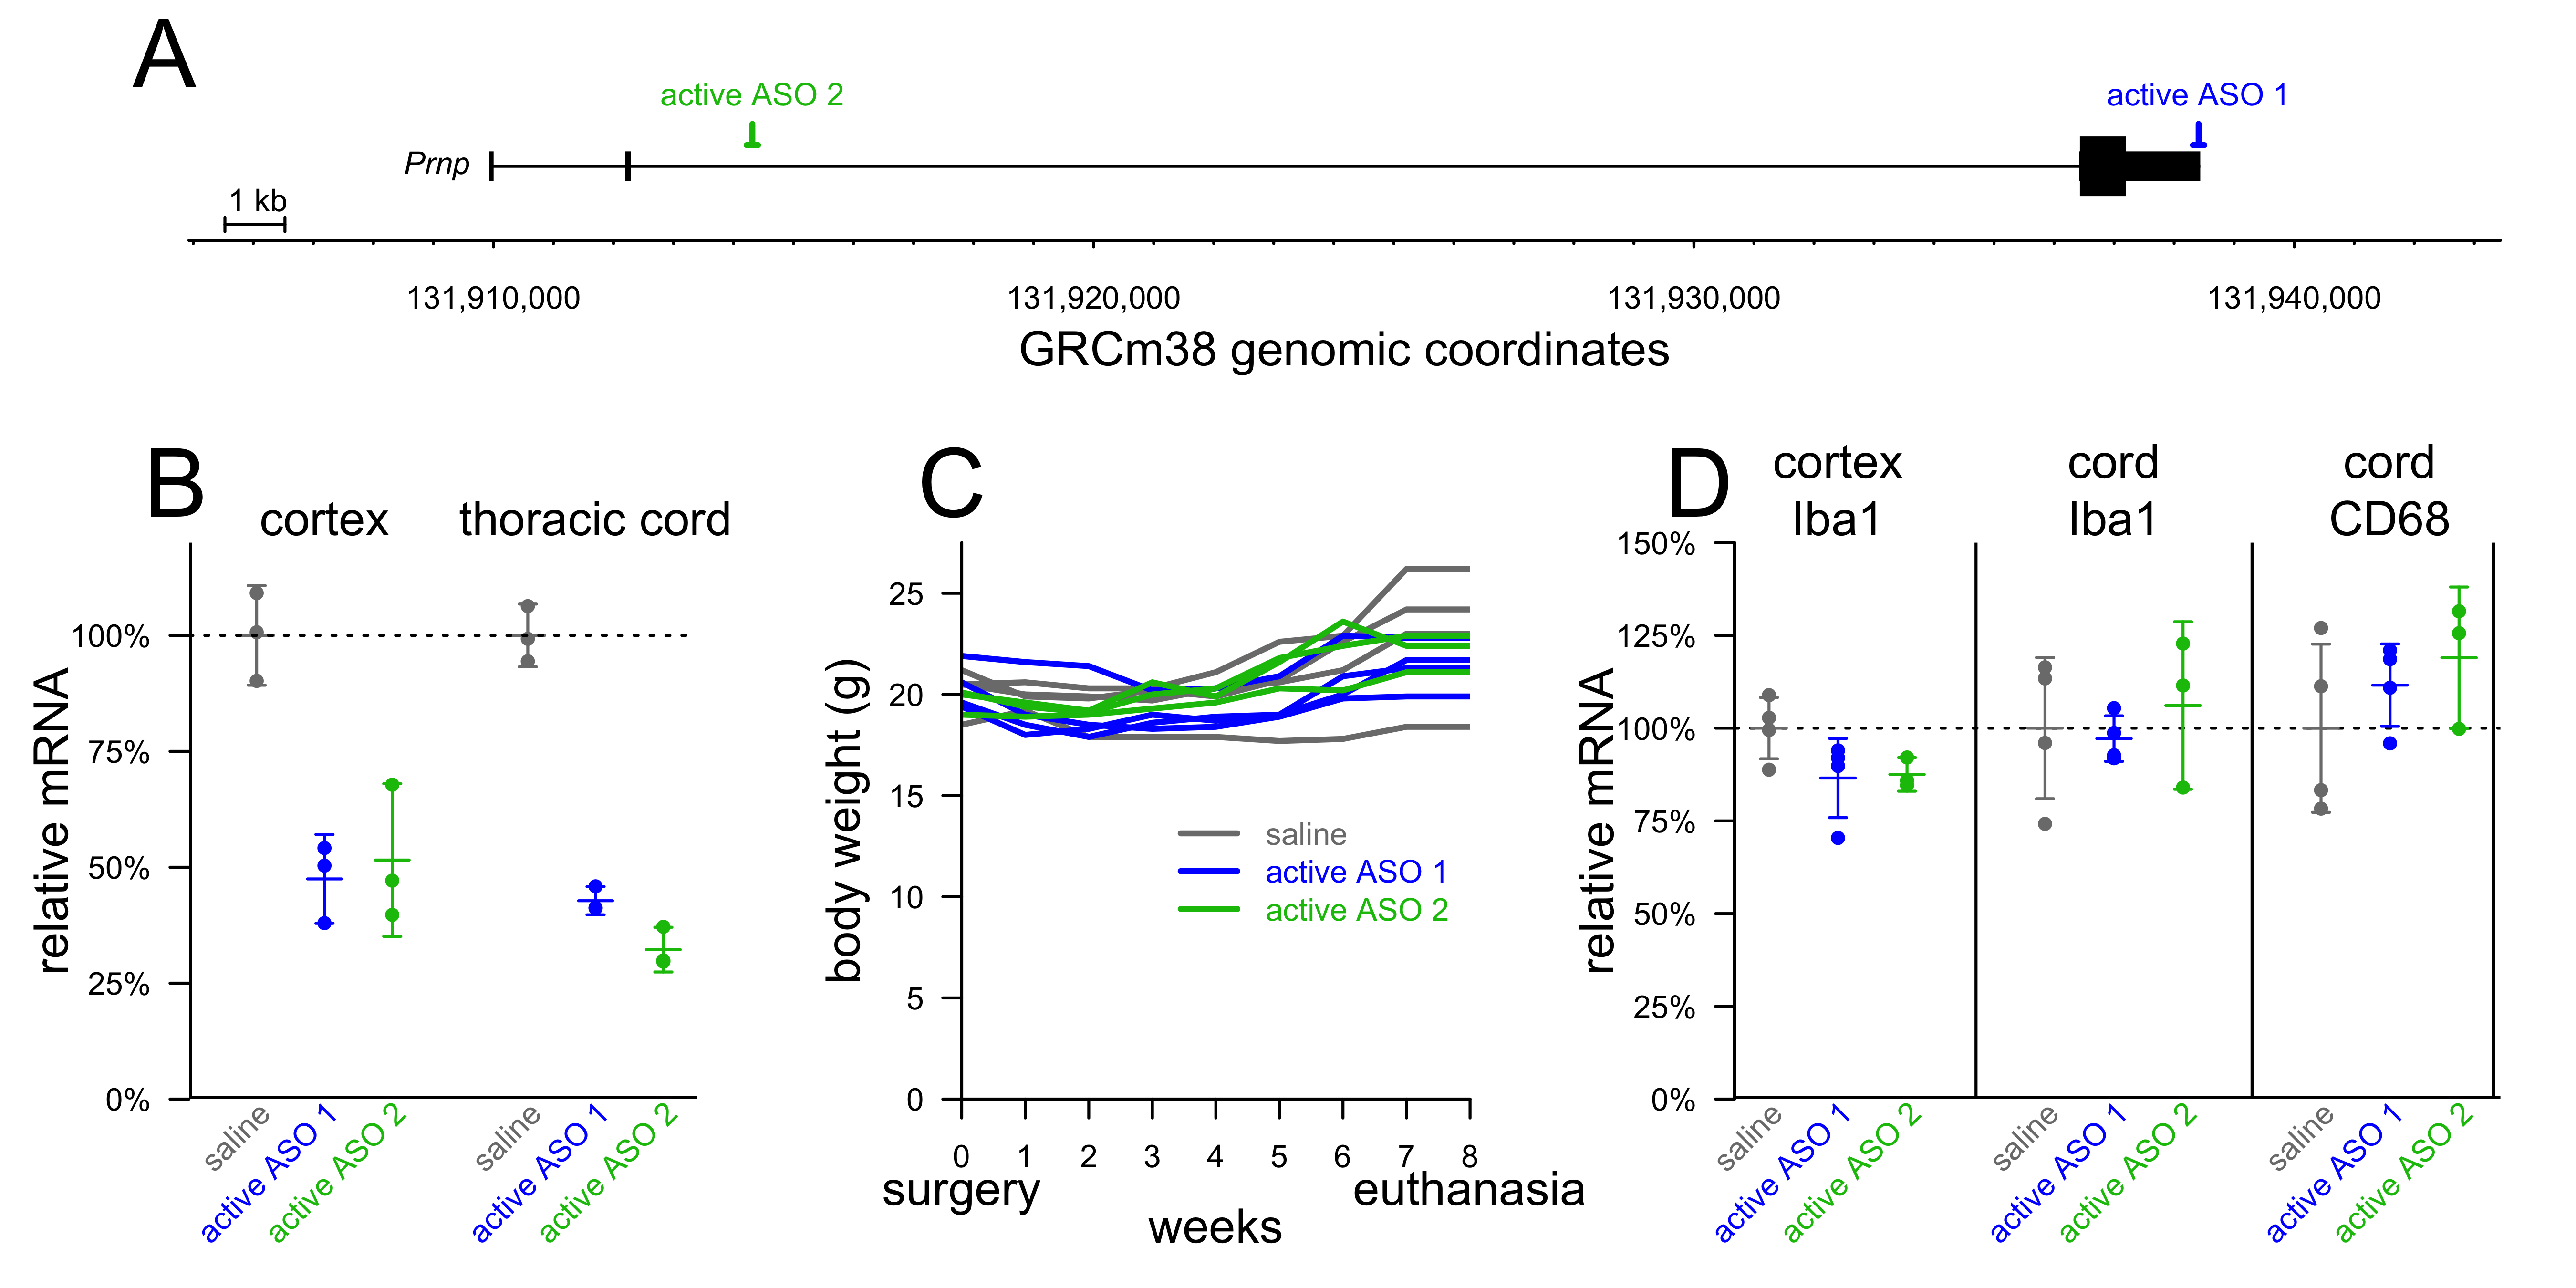 A
active ASO 2
active ASO 1
Prnp
1 kb
131,910,000
131,920,000
131,930,000
131,940,000
GRCm38 genomic coordinates
B
cortex
thoracic cord
relative mRNA
100%
75%
50%
25%
0%
saline
active ASO 1
active ASO 2
saline
active ASO 1
active ASO 2
C
body weight (g)
25
20
15
10
5
0
saline
active ASO 1
active ASO 2
0 1 2 3 4 5 6 7 8
surgery
euthanasia
weeks
D
cortex
Iba1
cord
Iba1
cord
CD68
relative mRNA
150%
125%
100%
75%
50%
25%
0%
saline
active ASO 1
active ASO 2
saline
active ASO 1
active ASO 2
saline
active ASO 1
active ASO 2